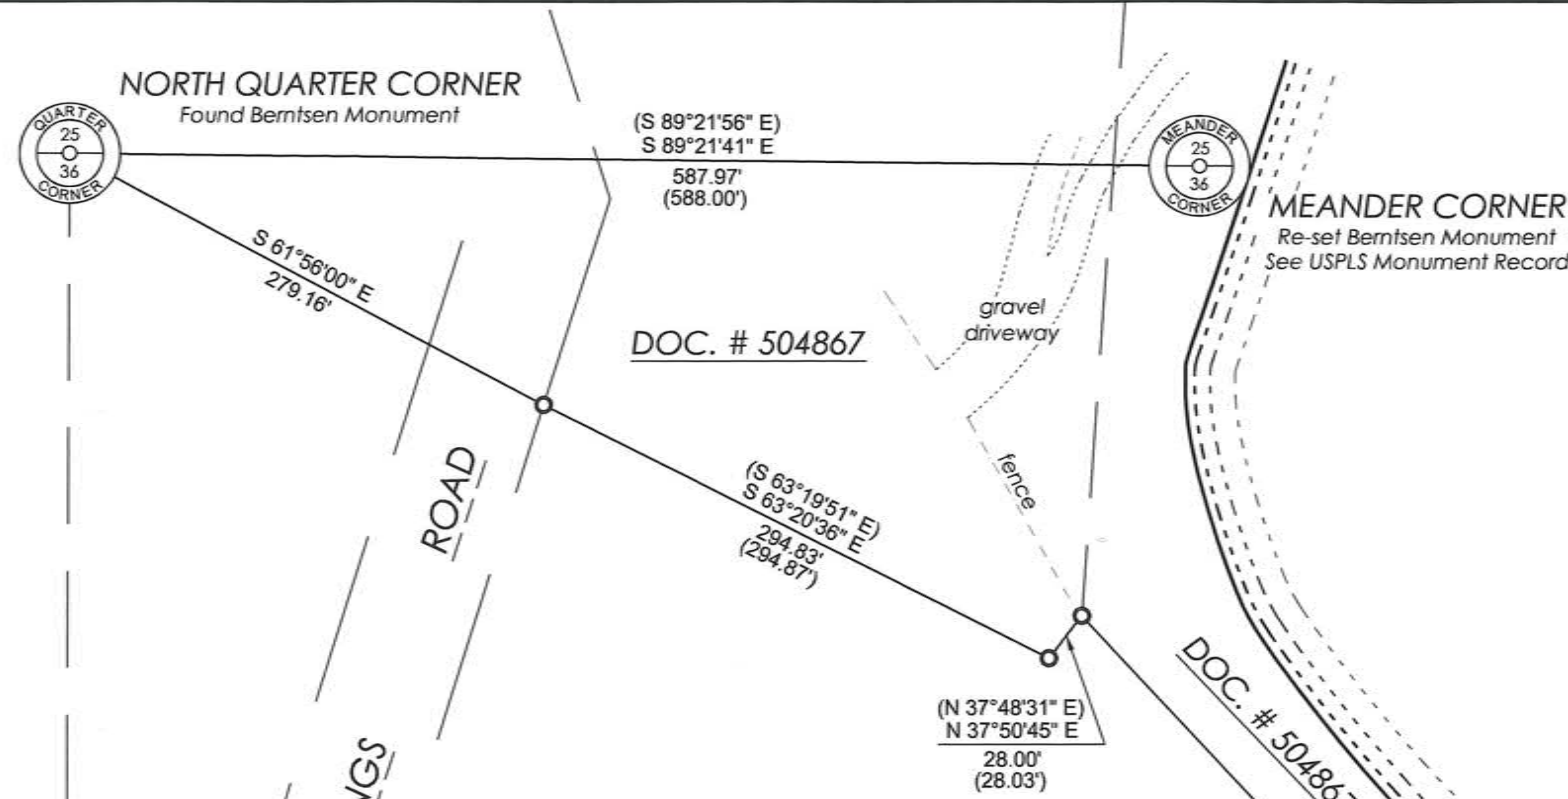 NORTH QUARTER CORNER
Found Berntsen Monument
QUARTER
25
36
CORNER
(S 89°21'56" E)
S 89°21'41" E
587.97'
(588.00')
MEANDER
25
36
CORNER
MEANDER CORNER
Re-set Berntsen Monument
See USPLS Monument Record
S 61°56'00" E
279.16'
gravel
driveway
DOC. # 504867
ROAD
fence
(S 63°19'51" E)
S 63°20'36" E
294.83'
(294.87')
(N 37°48'31" E)
N 37°50'45" E
28.00'
(28.03')
DOC. # 50486
NGS